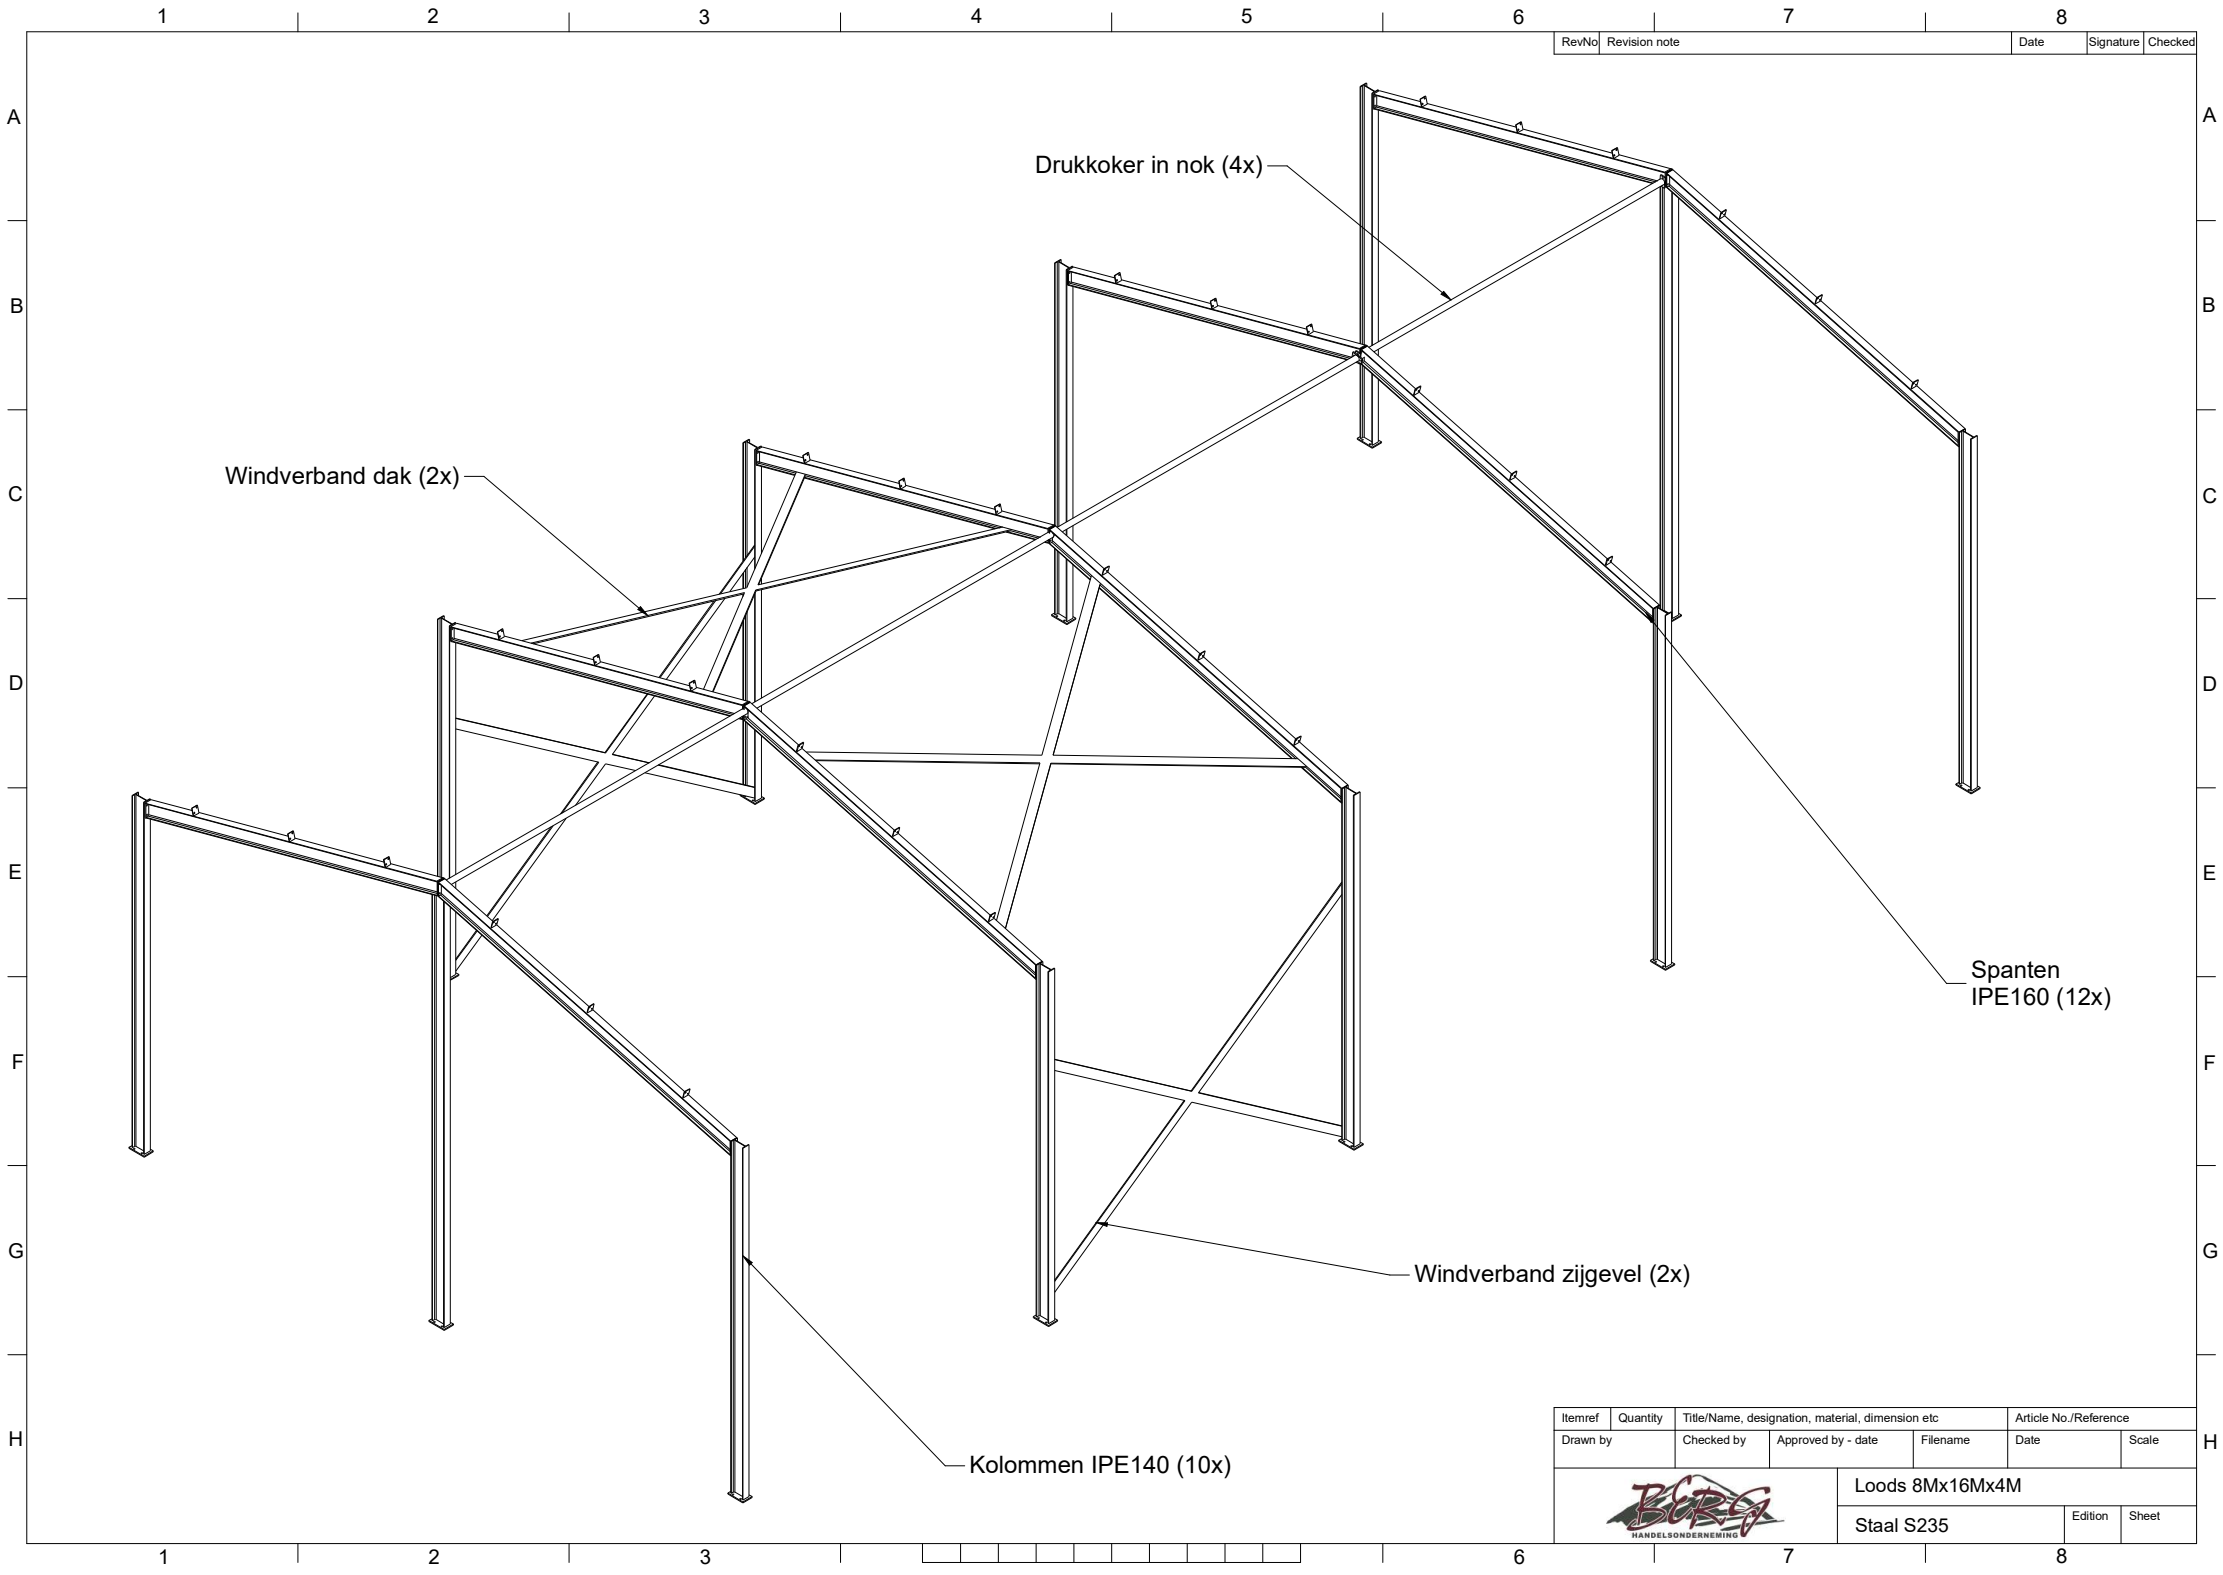 1 2 3 4 5 6 7 8
RevNo Revision note Date Signature Checked
A A
Drukkoker in nok (4x)
B B
Windverband dak (2x)
C C
D D
E E
Spanten
IPE160 (12x)
F F
G G
Windverband zijgevel (2x)
Kolommen IPE140 (10x)
H H
Itemref Quantity Title/Name, designation, material, dimension etc Article No./Reference
Drawn by Checked by Approved by - date Filename Date Scale
BERG
HANDELSONDERNEMING
Loods 8Mx16Mx4M
Staal S235 Edition Sheet
1 2 3 6 7 8